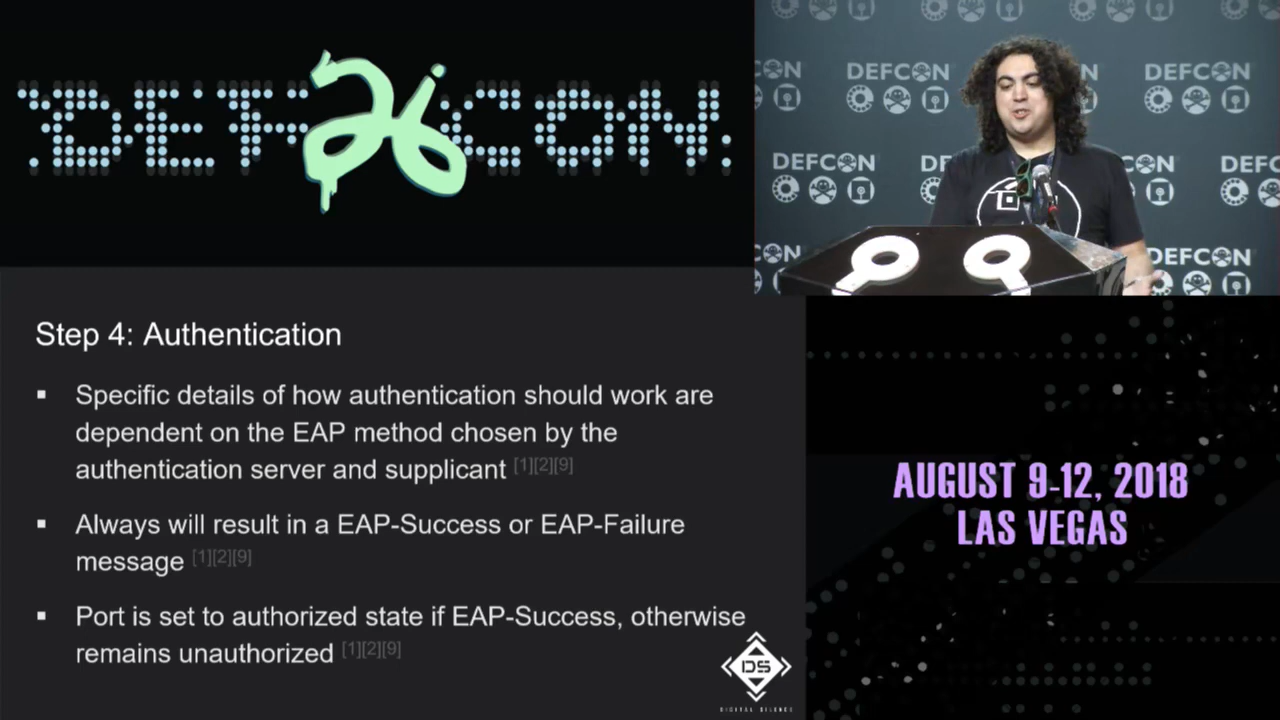 DEF CON
26
DEFCON
DEFCON
DEFCON
DEFCON
DEFCON
Step 4: Authentication
▪ Specific details of how authentication should work are
dependent on the EAP method chosen by the
authentication server and supplicant [1][2][9]
▪ Always will result in a EAP-Success or EAP-Failure
message [1][2][9]
▪ Port is set to authorized state if EAP-Success, otherwise
remains unauthorized [1][2][9]
DS
DIGITAL SILENCE
AUGUST 9-12, 2018
LAS VEGAS